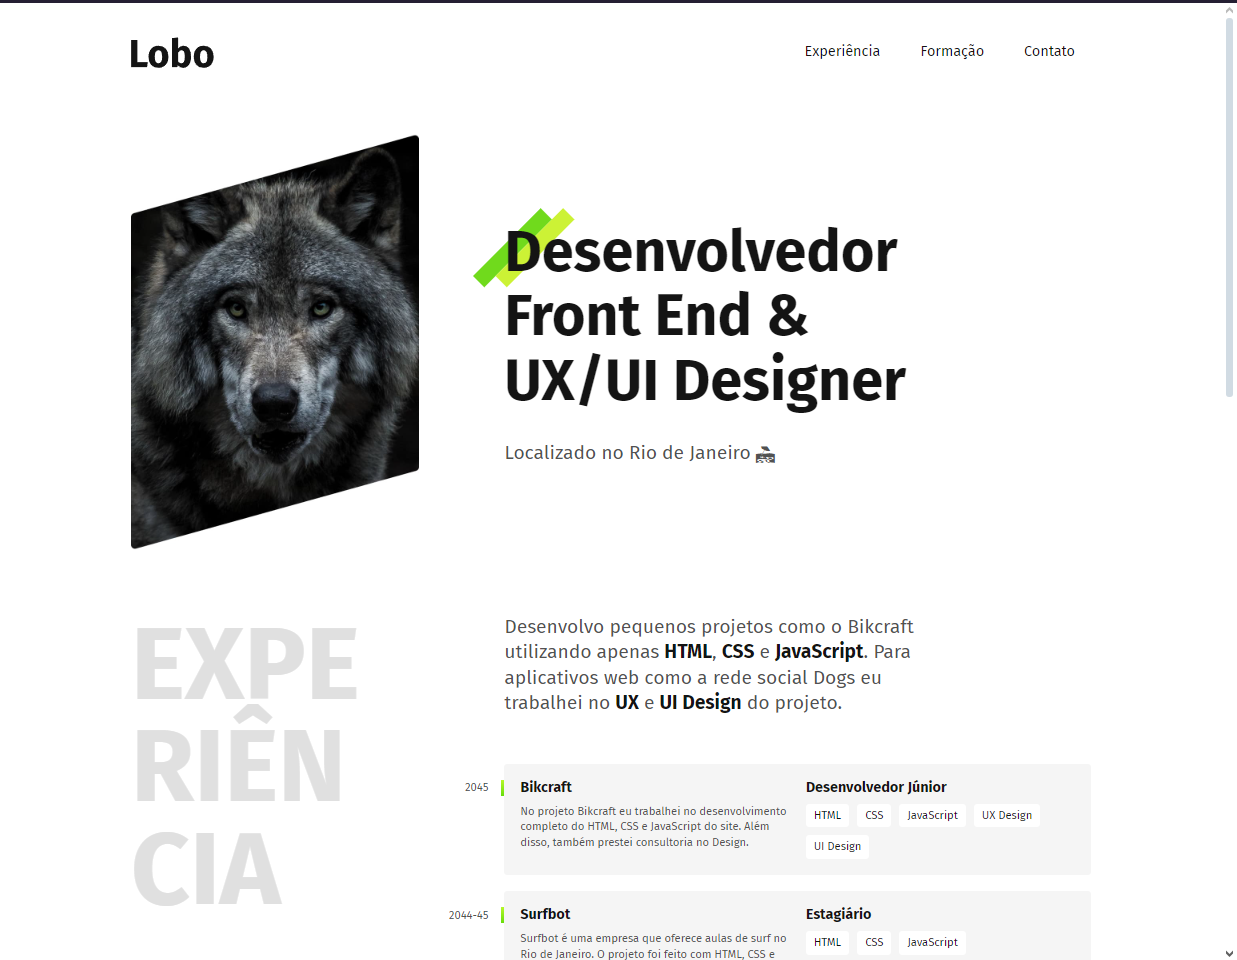 Lobo
Experiência
Formação
Contato
Desenvolvedor
Front End &
UX/UI Designer
Localizado no Rio de Janeiro
EXPE
RIÊN
CIA
Desenvolvo pequenos projetos como o Bikcraft
utilizando apenas HTML, CSS e JavaScript. Para
aplicativos web como a rede social Dogs eu
trabalhei no UX e UI Design do projeto.
2045
Bikcraft
No projeto Bikcraft eu trabalhei no desenvolvimento
completo do HTML, CSS e JavaScript do site. Além
disso, também prestei consultoria no Design.
Desenvolvedor Júnior
HTML CSS JavaScript UX Design
UI Design
2044-45
Surfbot
Surfbot é uma empresa que oferece aulas de surf no
Rio de Janeiro. O projeto foi feito com HTML, CSS e
Estagiário
HTML CSS JavaScript